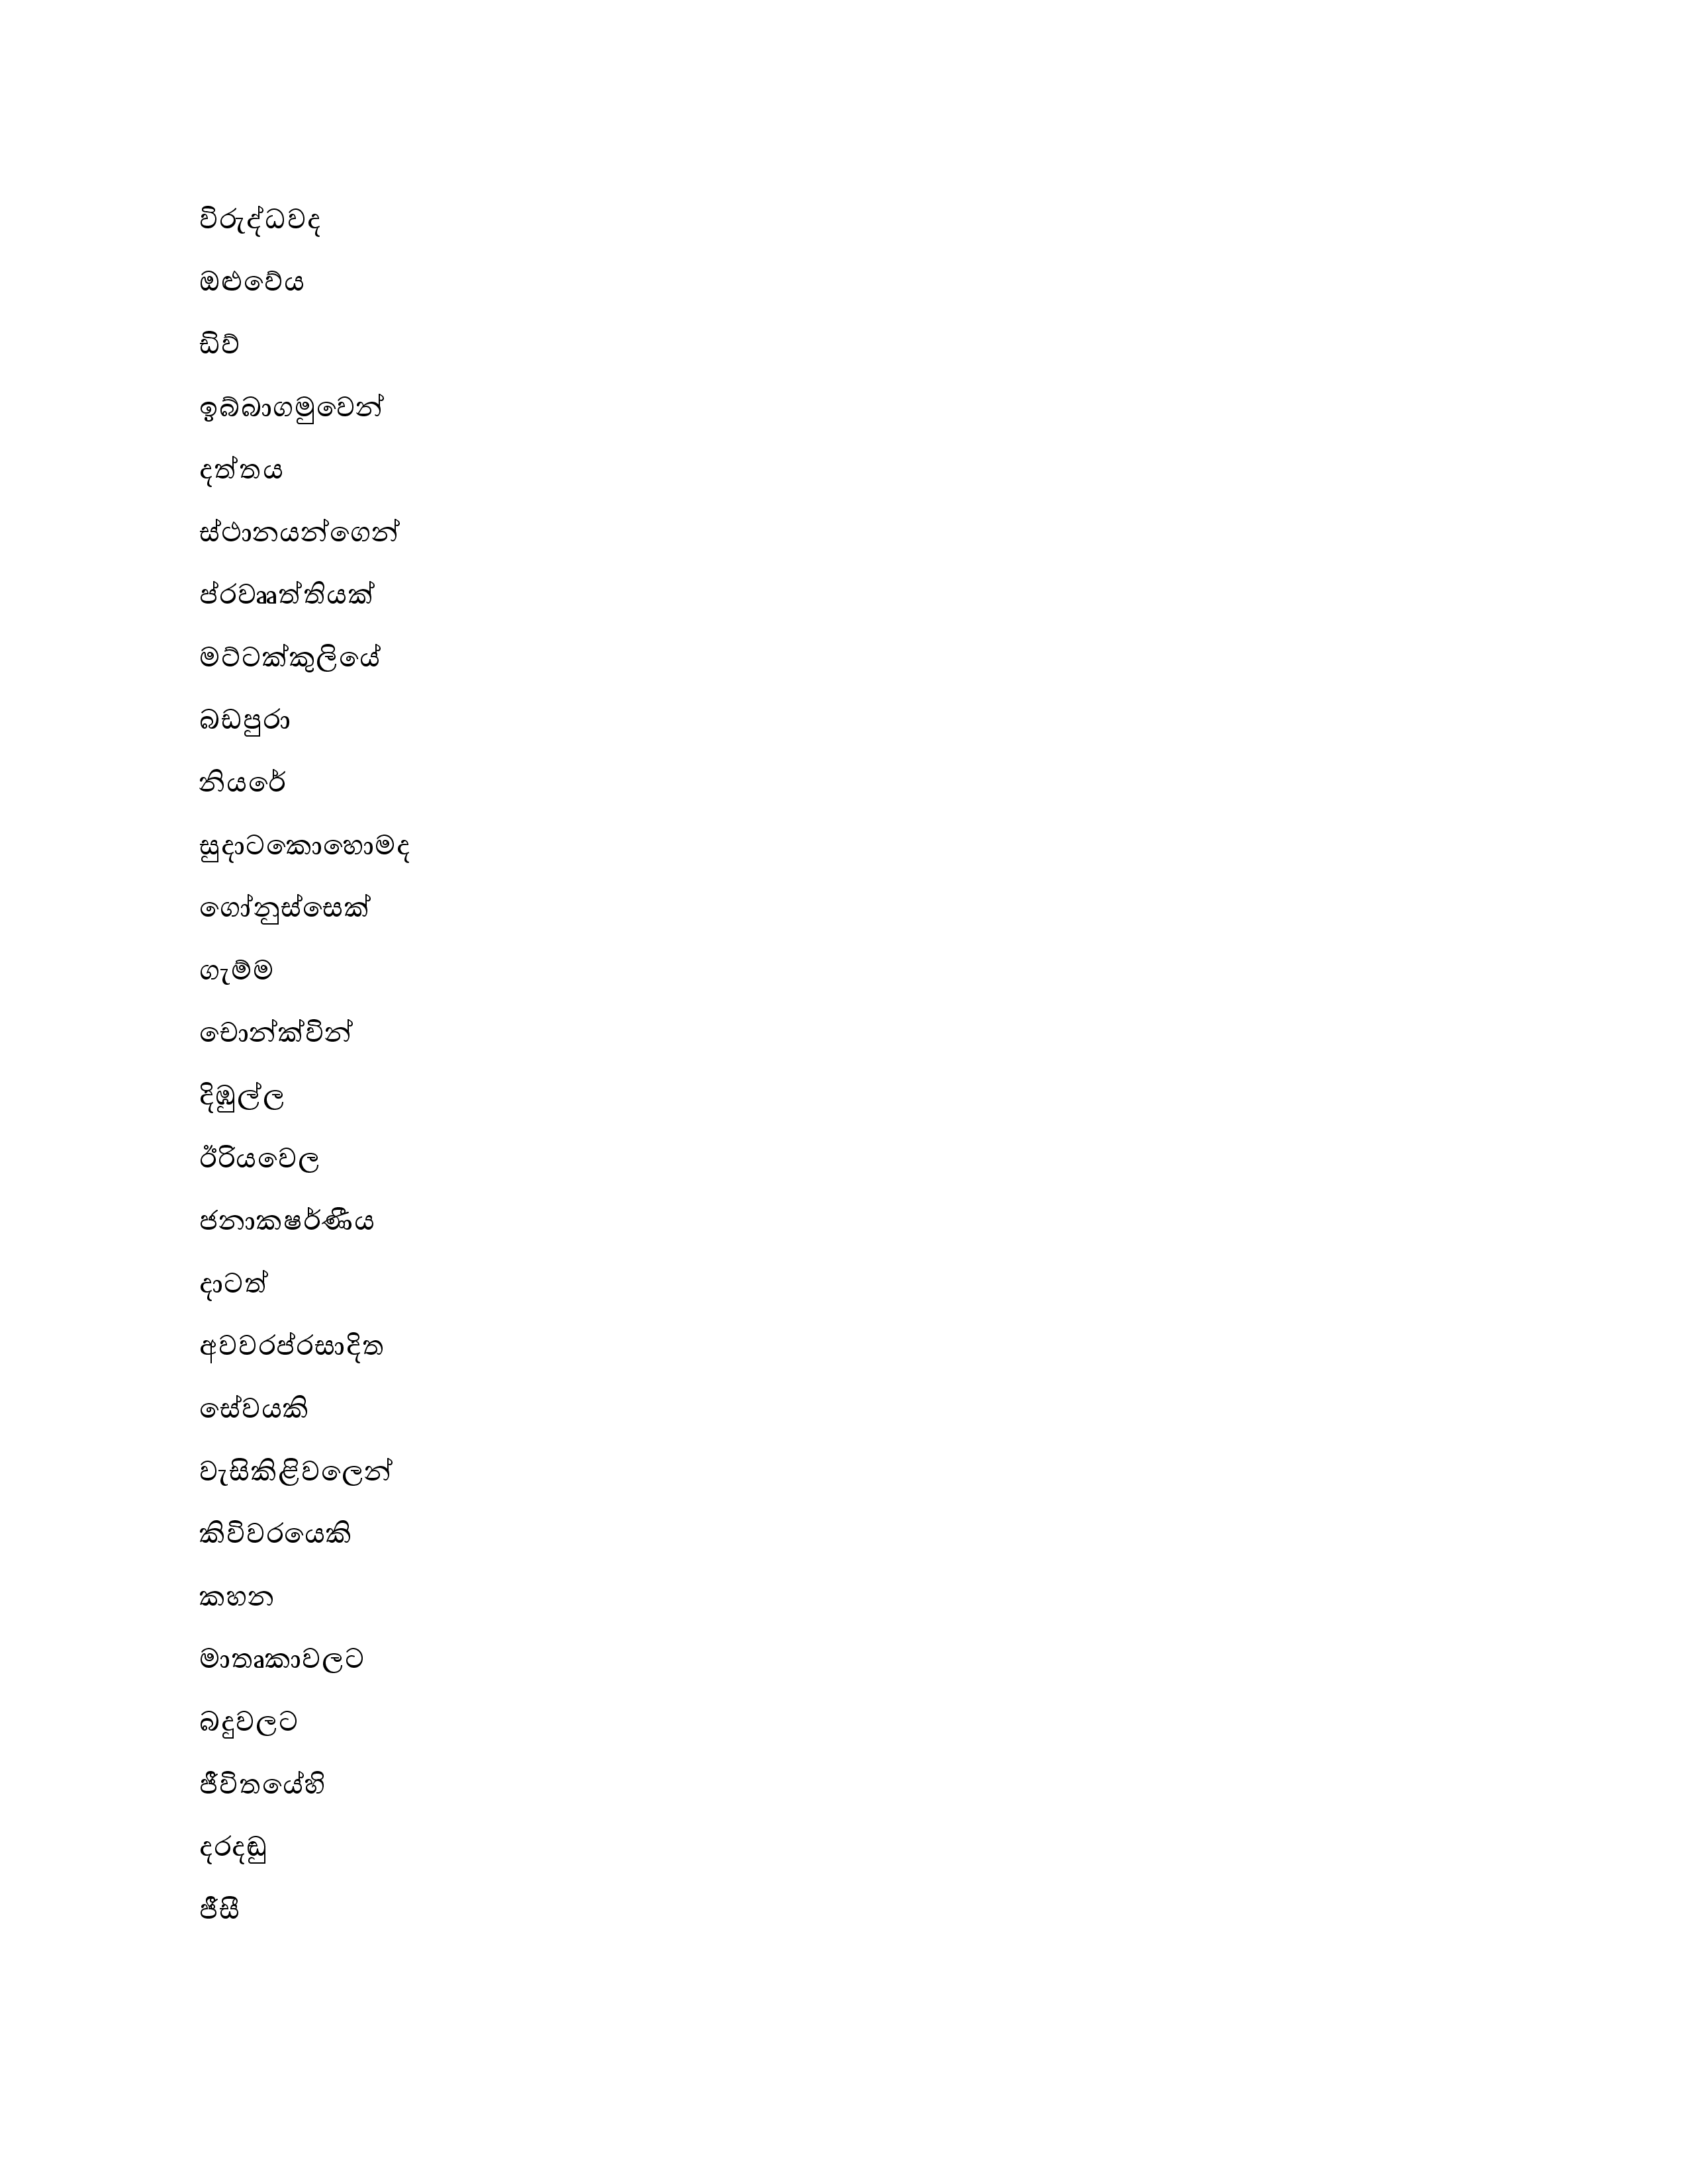 විරුද්ධවද
ඔළුවේය
ඩිව්
ඉබ්බාගමුවෙන්
දත්තය
ස්ථානයන්ගෙන්
ප්රවෲත්තියක්
මට්ටක්කුලියේ
බඩපුරා
නියරේ
සුදාටකොහොමද
ගෝනුස්සෙක්
ගැම්ම
චොන්ක්වින්
දිඹුල්ල
ඊරියවෙල
ජනාකෂර්ණීය
දාටත්
අවවරප්රසාදිත
සේවයකි
වැසිකිළිවලෙන්
කිවිවරයෙකි
කහන
මාතෘකාවලට
බදුවලට
ජීවිතයේහි
දරදඬු
ජීසී